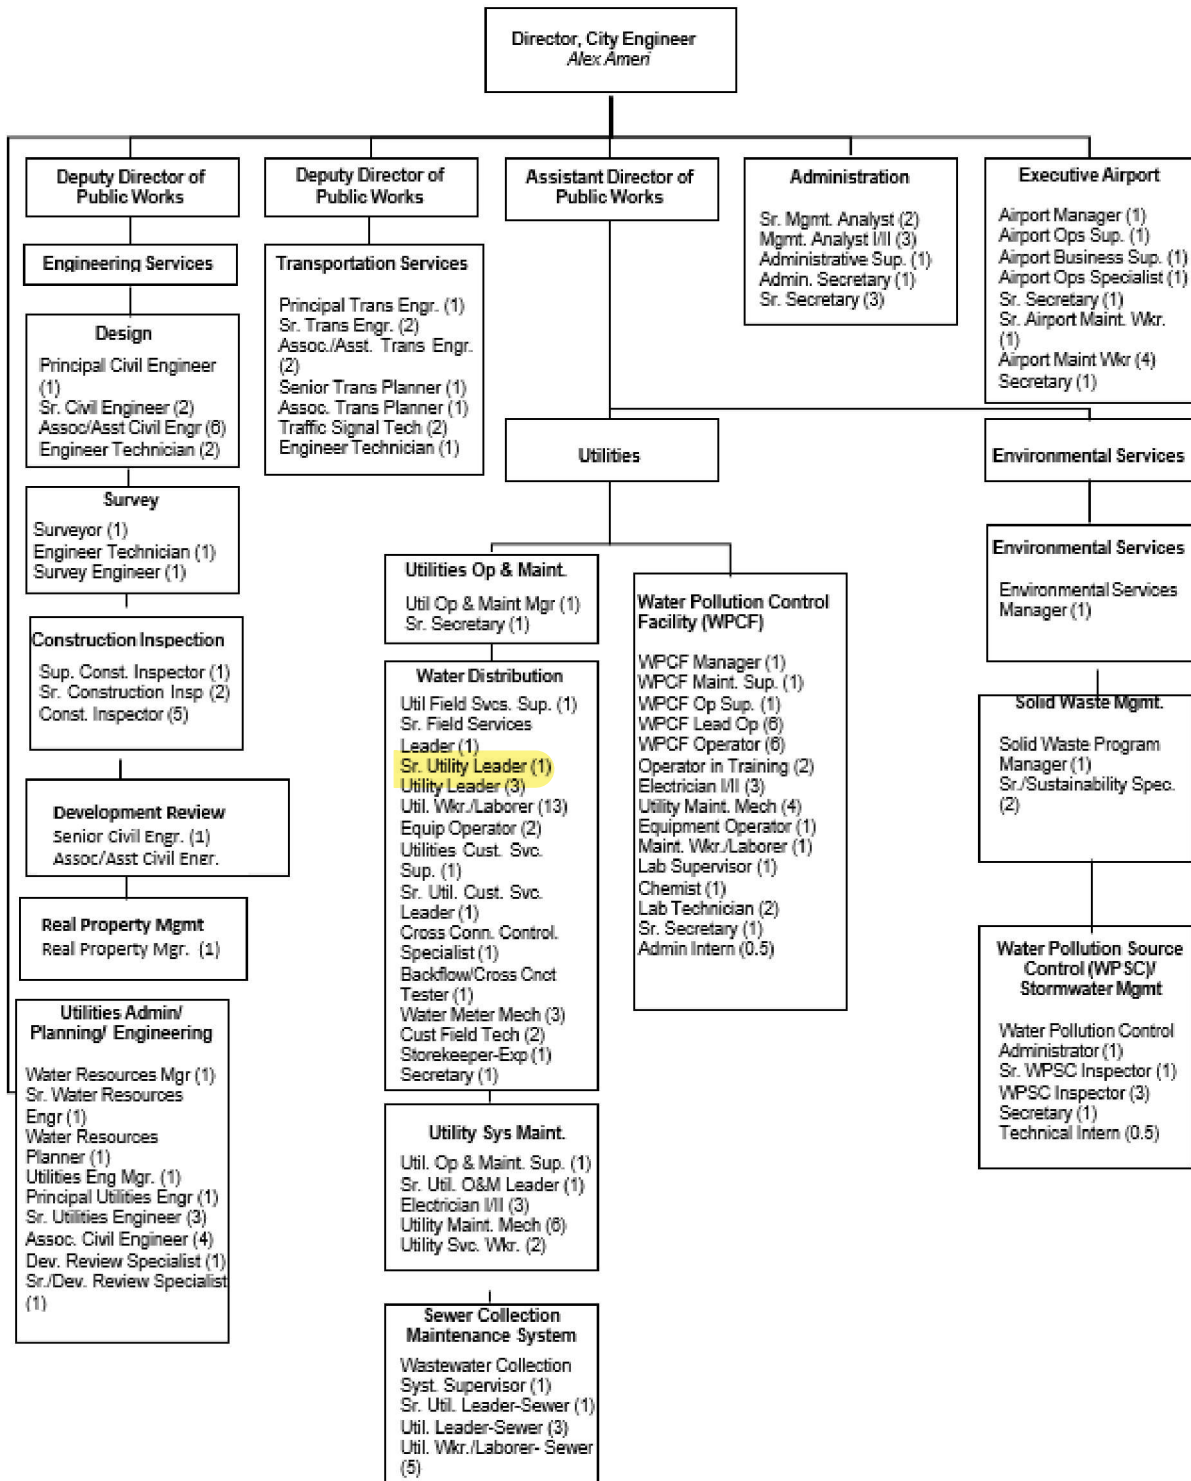 Director, City Engineer
Alex Ameri
Deputy Director of
Public Works
Engineering Services
Design
Principal Civil Engineer
(1)
Sr. Civil Engineer (2)
Assoc/Asst Civil Engr (6)
Engineer Technician (2)
Survey
Surveyor (1)
Engineer Technician (1)
Survey Engineer (1)
Construction Inspection
Sup. Const. Inspector (1)
Sr. Construction Insp (2)
Const. Inspector (5)
Development Review
Senior Civil Engr. (1)
Assoc/Asst Civil Engr.
Real Property Mgmt
Real Property Mgr. (1)
Utilities Admin/
Planning/ Engineering
Water Resources Mgr (1)
Sr. Water Resources
Engr (1)
Water Resources
Planner (1)
Utilities Eng Mgr. (1)
Principal Utilities Engr (1)
Sr. Utilities Engineer (3)
Assoc. Civil Engineer (4)
Dev. Review Specialist (1)
Sr./Dev. Review Specialist
(1)
Deputy Director of
Public Works
Transportation Services
Principal Trans Engr. (1)
Sr. Trans Engr. (2)
Assoc./Asst. Trans Engr.
(2)
Senior Trans Planner (1)
Assoc. Trans Planner (1)
Traffic Signal Tech (2)
Engineer Technician (1)
Assistant Director of
Public Works
Utilities
Utilities Op & Maint.
Util Op & Maint Mgr (1)
Sr. Secretary (1)
Water Distribution
Util Field Svcs. Sup. (1)
Sr. Field Services
Leader (1)
Sr. Utility Leader (1)
Utility Leader (3)
Util. Wkr./Laborer (13)
Equip Operator (2)
Utilities Cust. Svc.
Sup. (1)
Sr. Util. Cust. Svc.
Leader (1)
Cross Conn. Control.
Specialist (1)
Backflow/Cross Cnct
Tester (1)
Water Meter Mech (3)
Cust Field Tech (2)
Storekeeper-Exp (1)
Secretary (1)
Utility Sys Maint.
Util. Op & Maint. Sup. (1)
Sr. Util. O&M Leader (1)
Electrician I/II (3)
Utility Maint. Mech (6)
Utility Svc. Wkr. (2)
Sewer Collection
Maintenance System
Wastewater Collection
Syst. Supervisor (1)
Sr. Util. Leader-Sewer (1)
Util. Leader-Sewer (3)
Util. Wkr./Laborer- Sewer
(5)
Water Pollution Control
Facility (WPCF)
WPCF Manager (1)
WPCF Maint. Sup. (1)
WPCF Op Sup. (1)
WPCF Lead Op (6)
WPCF Operator (6)
Operator in Training (2)
Electrician I/II (3)
Utility Maint. Mech (4)
Equipment Operator (1)
Maint. Wkr./Laborer (1)
Lab Supervisor (1)
Chemist (1)
Lab Technician (2)
Sr. Secretary (1)
Admin Intern (0.5)
Administration
Sr. Mgmt. Analyst (2)
Mgmt. Analyst I/II (3)
Administrative Sup. (1)
Admin. Secretary (1)
Sr. Secretary (3)
Executive Airport
Airport Manager (1)
Airport Ops Sup. (1)
Airport Business Sup. (1)
Airport Ops Specialist (1)
Sr. Secretary (1)
Sr. Airport Maint. Wkr.
(1)
Airport Maint Wkr (4)
Secretary (1)
Environmental Services
Environmental Services
Environmental Services
Manager (1)
Solid Waste Mgmt.
Solid Waste Program
Manager (1)
Sr./Sustainability Spec.
(2)
Water Pollution Source
Control (WPSC)/
Stormwater Mgmt
Water Pollution Control
Administrator (1)
Sr. WPSC Inspector (1)
WPSC Inspector (3)
Secretary (1)
Technical Intern (0.5)